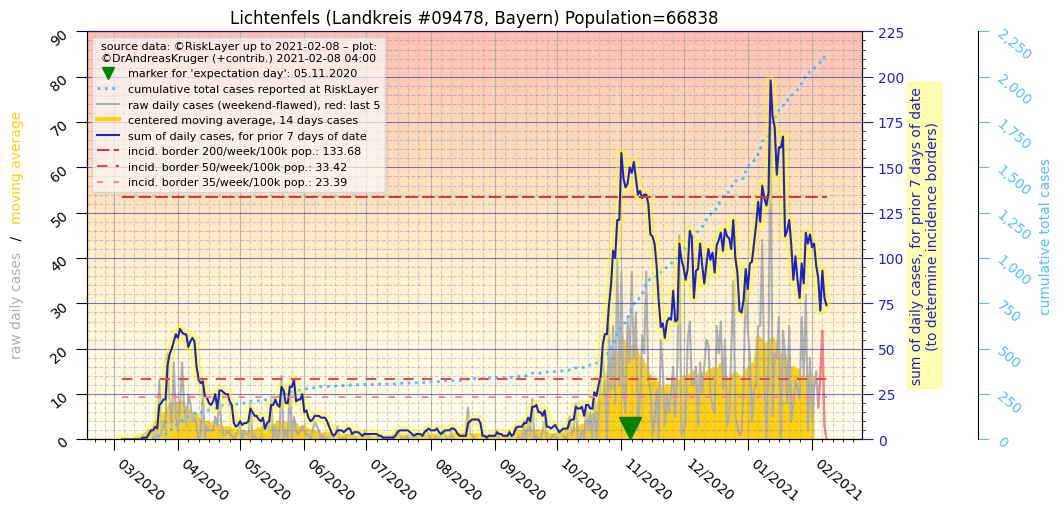 Lichtenfels (Landkreis #09478, Bayern) Population=66838
source data: ©RiskLayer up to 2021-02-08 – plot:
©DrAndreasKruger (+contrib.) 2021-02-08 04:00
marker for 'expectation day': 05.11.2020
cumulative total cases reported at RiskLayer
raw daily cases (weekend-flawed), red: last 5
centered moving average, 14 days cases
sum of daily cases, for prior 7 days of date
incid. border 200/week/100k pop.: 133.68
incid. border 50/week/100k pop.: 33.42
incid. border 35/week/100k pop.: 23.39
raw daily cases / moving average
90
80
70
60
50
40
30
20
10
0
03/2020
04/2020
05/2020
06/2020
07/2020
08/2020
09/2020
10/2020
11/2020
12/2020
01/2021
02/2021
225
200
175
150
125
100
75
50
25
0
sum of daily cases, for prior 7 days of date
(to determine incidence borders)
2,250
2,000
1,750
1,500
1,250
1,000
750
500
250
0
cumulative total cases